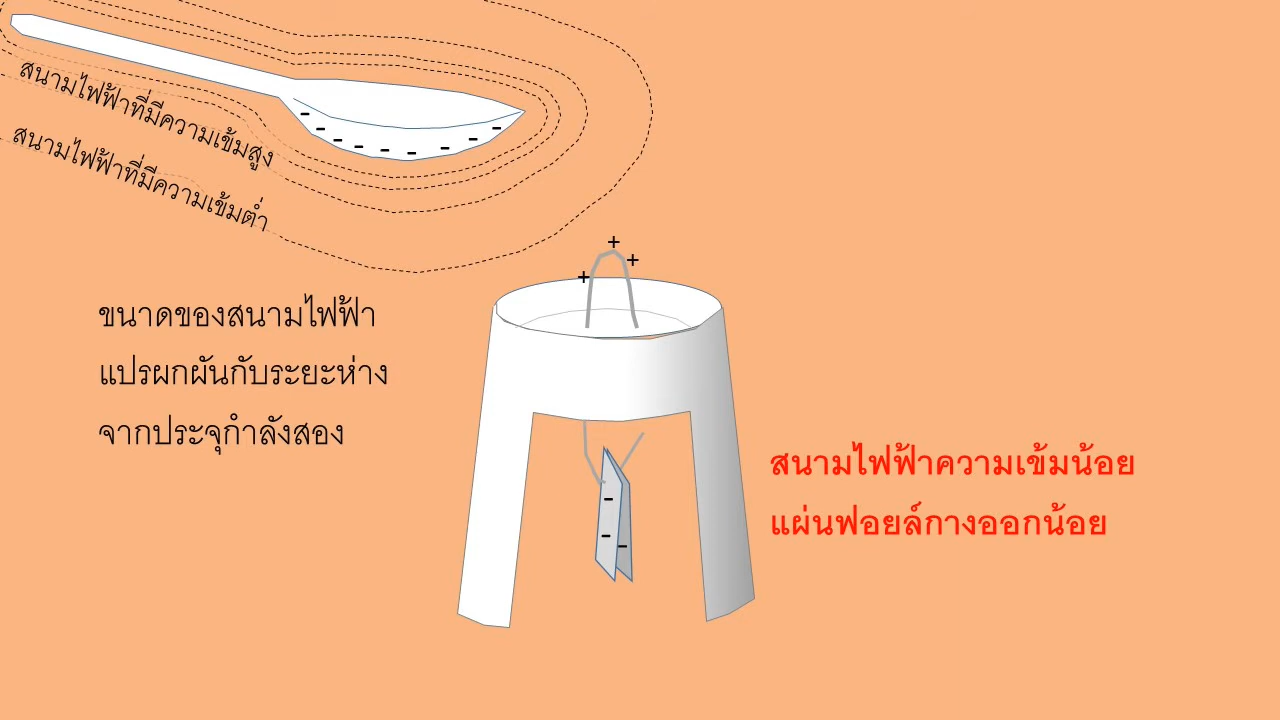 สนามไฟฟ้าที่มีความเข้มสูง
สนามไฟฟ้าที่มีความเข้มต่ำ
+
+
+
ขนาดของสนามไฟฟ้า
แปรผกผันกับระยะห่าง
จากประจุกำลังสอง
สนามไฟฟ้าความเข้มน้อย
แผ่นฟอยล์กางออกน้อย